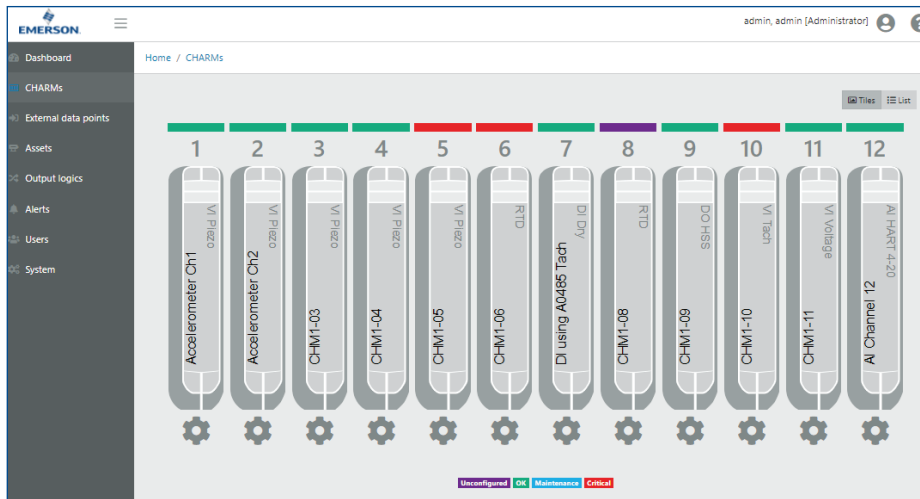 EMERSON
admin, admin [Administrator]
Dashboard
Home / CHARMs
CHARMs
External data points
Assets
Output logics
Alerts
Users
System
Tiles List
1 2 3 4 5 6 7 8 9 10 11 12
VI Piezo
Accelerometer Ch1
VI Piezo
Accelerometer Ch2
VI Piezo
CHM1-03
VI Piezo
CHM1-04
VI Piezo
CHM1-05
RTD
CHM1-06
DI Dry
DI using A0485 Tach
RTD
CHM1-08
DO HSS
CHM1-09
VI Tach
CHM1-10
VI Voltage
CHM1-11
AI HART 4-20
AI Channel 12
Unconfigured OK Maintenance Critical